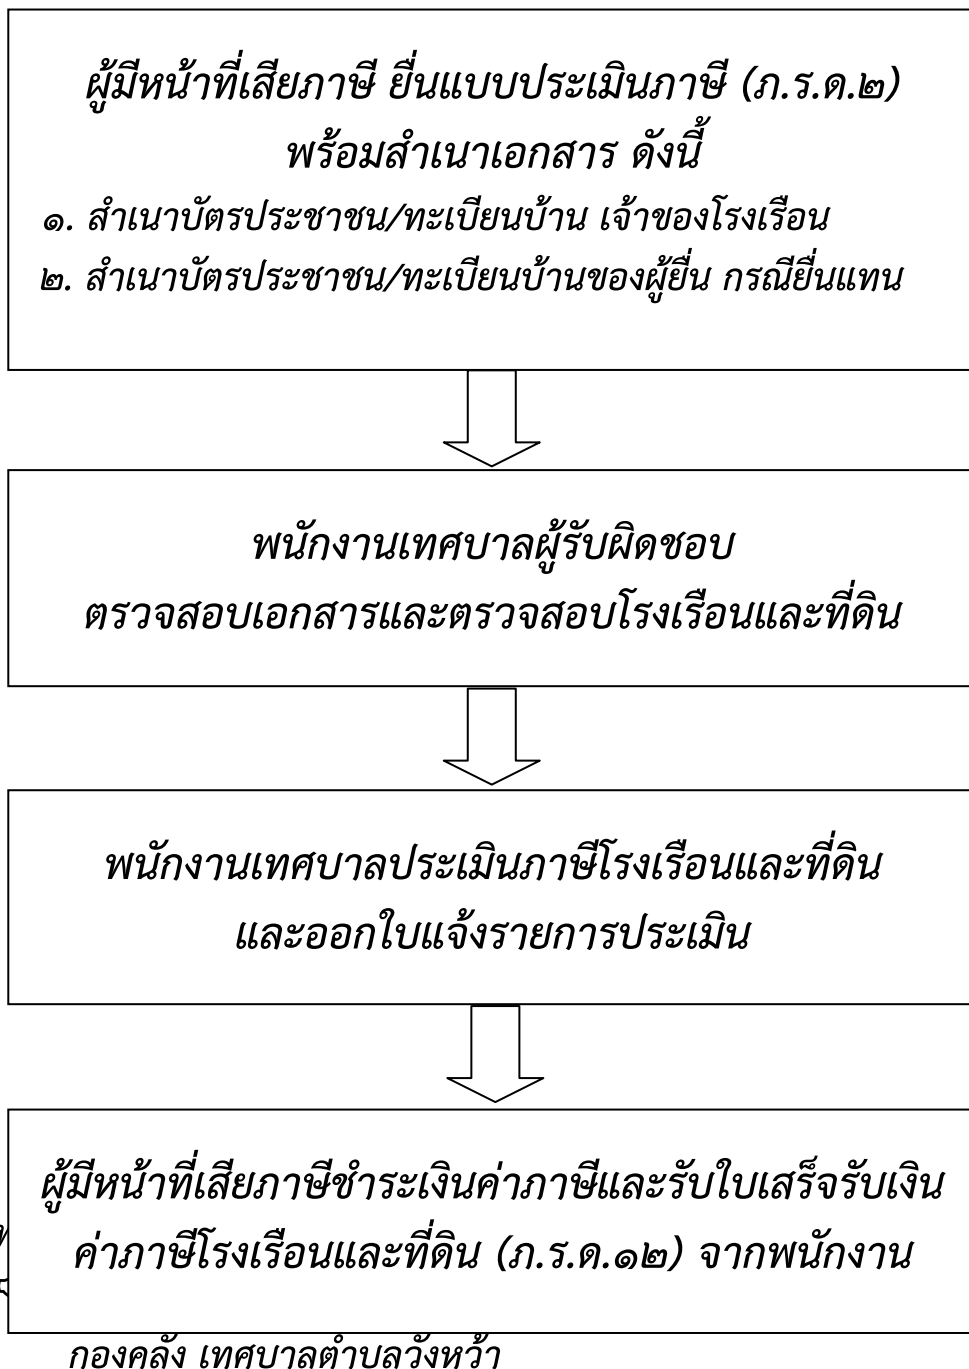 ผู้มีหน้าที่เสียภาษี ยื่นแบบประเมินภาษี (ภ.ร.ด.๒)
พร้อมสำเนาเอกสาร ดังนี้
๑. สำเนาบัตรประชาชน/ทะเบียนบ้าน เจ้าของโรงเรือน
๒. สำเนาบัตรประชาชน/ทะเบียนบ้านของผู้ยื่น กรณียื่นแทน
พนักงานเทศบาลผู้รับผิดชอบ
ตรวจสอบเอกสารและตรวจสอบโรงเรือนและที่ดิน
พนักงานเทศบาลประเมินภาษีโรงเรือนและที่ดิน
และออกใบแจ้งรายการประเมิน
ผู้มีหน้าที่เสียภาษีชำระเงินค่าภาษีและรับใบเสร็จรับเงิน
ค่าภาษีโรงเรือนและที่ดิน (ภ.ร.ด.๑๒) จากพนักงาน
กองคลัง เทศบาลตำบลวังหว้า